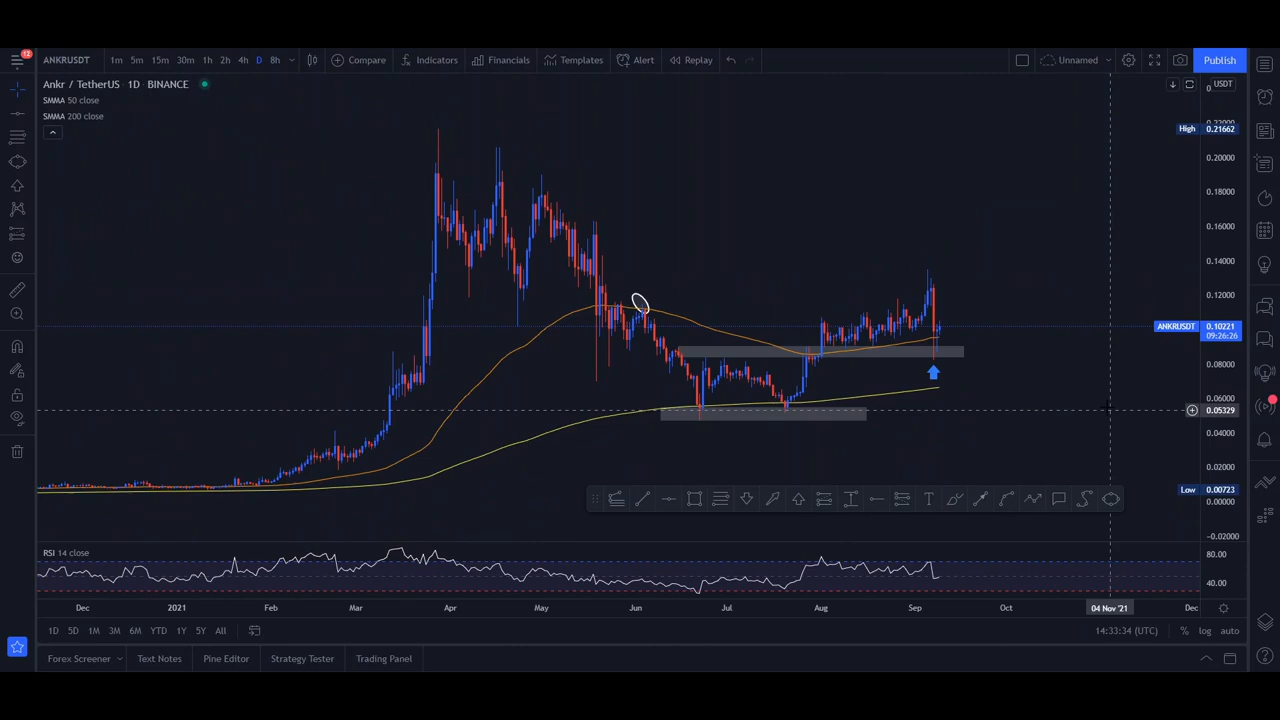 12
ANKRUSDT 1m 5m 15m 30m 1h 2h 4h D 8h Compare Indicators Financials Templates Alert Replay Unnamed Publish
Ankr / TetherUS · 1D · BINANCE
USDT
SMMA 50 close
SMMA 200 close
High 0.21662
0.20000
0.18000
0.16000
0.14000
0.12000
ANKRUSDT 0.10221
09:26:26
0.08000
0.06000
0.05329
0.04000
0.02000
Low 0.00723
0.00000
−0.02000
T
RSI 14 close
80.00
40.00
Dec 2021 Feb Mar Apr May Jun Jul Aug Sep Oct 04 Nov '21 Dec
1D 5D 1M 3M 6M YTD 1Y 5Y All 14:33:34 (UTC) % log auto
Forex Screener Text Notes Pine Editor Strategy Tester Trading Panel